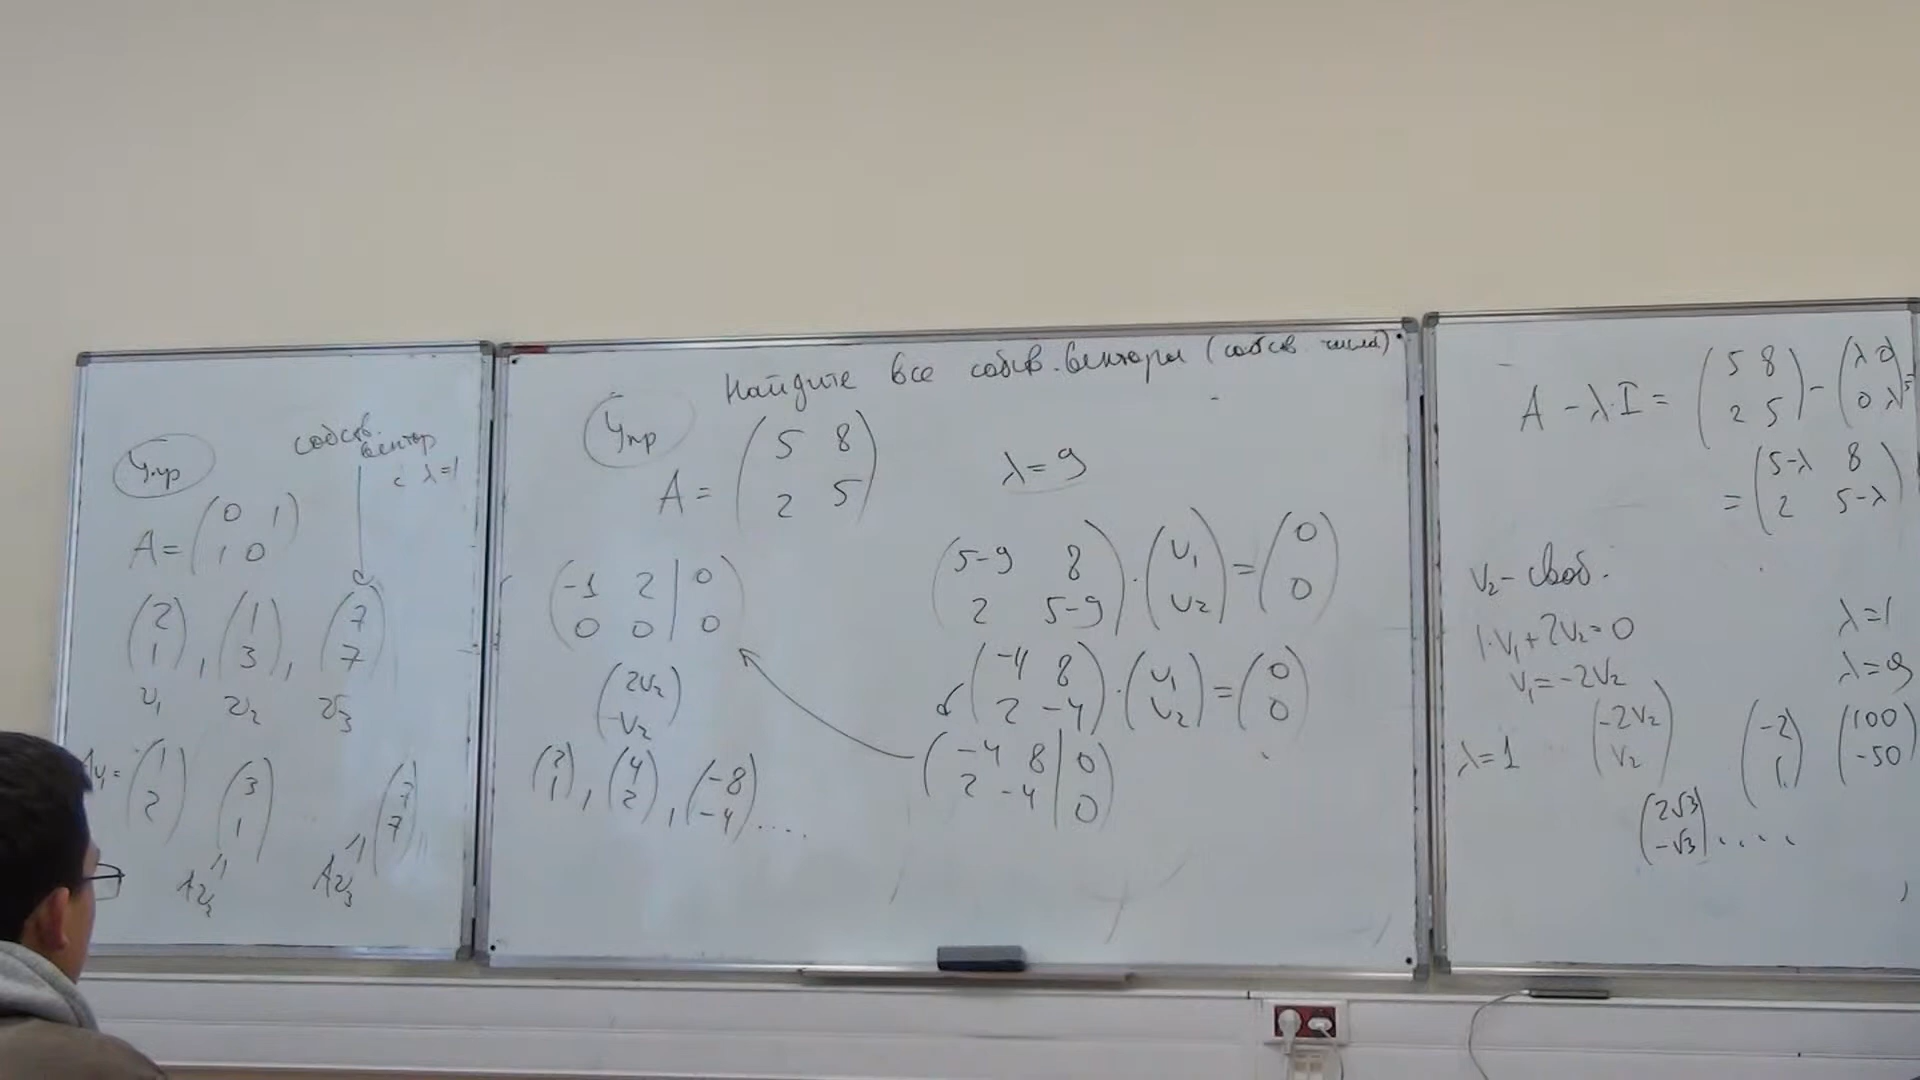 Упр
собств.
вектор
с λ=1
A = (0 1
1 0)
(2
1), (1
3), (7
7)
v₁ v₂ v₃
Av₁= (1
2) (3
1) (7
7)
Av₂ Av₃
Найдите все собств. векторы (собств. числа)
Упр
A = (5 8
2 5)
λ=9
(5-9 8
2 5-9) · (v₁
v₂) = (0
0)
(-4 8
2 -4) · (v₁
v₂) = (0
0)
(-4 8 | 0
2 -4 | 0)
(-1 2 | 0
0 0 | 0)
(2v₂
v₂)
(2
1), (4
2), (-8
-4) ....
A - λ·I = (5 8
2 5) - (λ 0
0 λ) =
= (5-λ 8
2 5-λ)
v₂ - своб.
1·v₁ + 2v₂ = 0
v₁ = -2v₂
λ=1
λ=9
λ=1 (-2v₂
v₂) (-2
1) (100
-50)
(2√3
-√3) ....